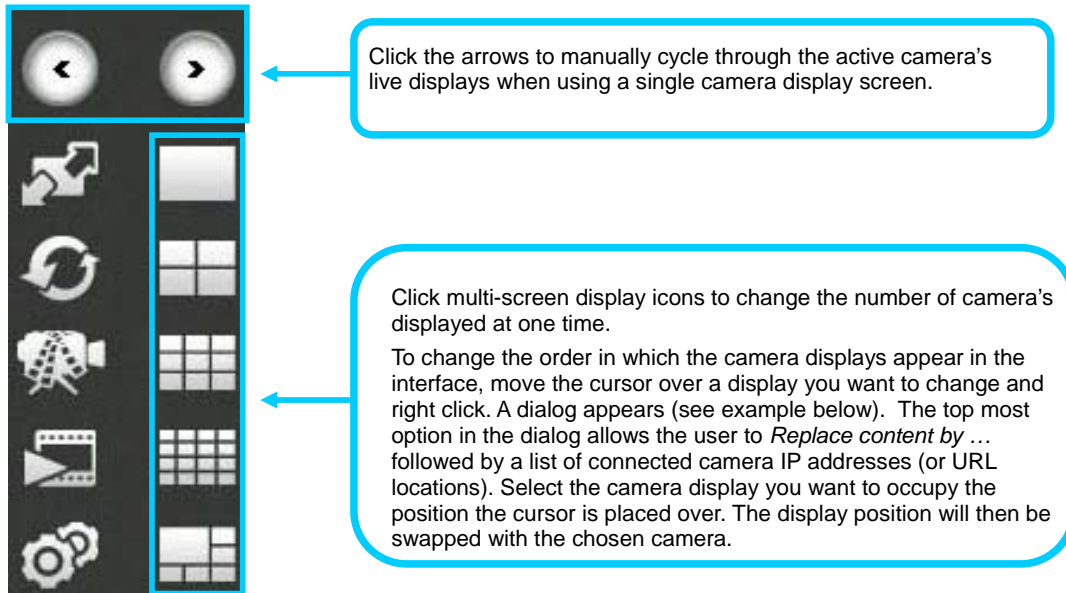 Click the arrows to manually cycle through the active camera's
live displays when using a single camera display screen.
Click multi-screen display icons to change the number of camera's
displayed at one time.
To change the order in which the camera displays appear in the
interface, move the cursor over a display you want to change and
right click. A dialog appears (see example below).  The top most
option in the dialog allows the user to Replace content by …
followed by a list of connected camera IP addresses (or URL
locations). Select the camera display you want to occupy the
position the cursor is placed over. The display position will then be
swapped with the chosen camera.